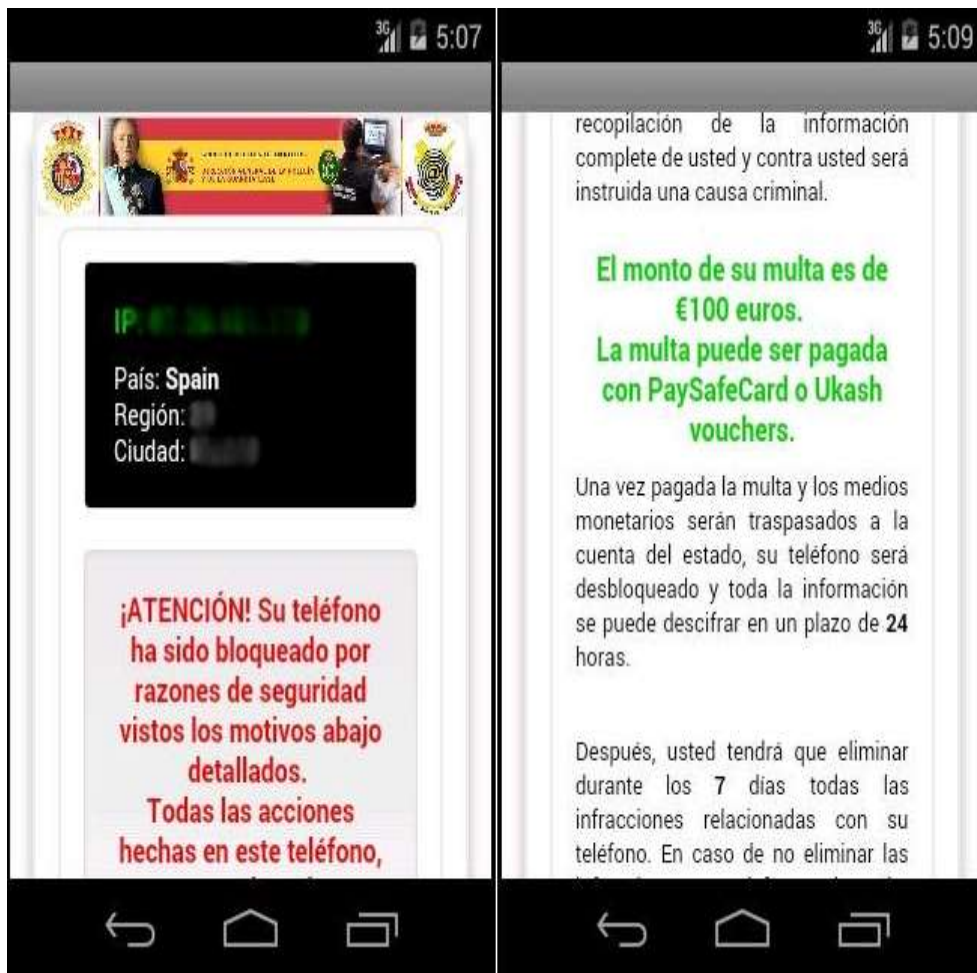 3G 5:07
IP:
País: Spain
Región:
Ciudad:
¡ATENCIÓN! Su teléfono
ha sido bloqueado por
razones de seguridad
vistos los motivos abajo
detallados.
Todas las acciones
hechas en este teléfono,
3G 5:09
recopilación de la información
complete de usted y contra usted será
instruida una causa criminal.
El monto de su multa es de
€100 euros.
La multa puede ser pagada
con PaySafeCard o Ukash
vouchers.
Una vez pagada la multa y los medios
monetarios serán traspasados a la
cuenta del estado, su teléfono será
desbloqueado y toda la información
se puede descifrar en un plazo de 24
horas.
Después, usted tendrá que eliminar
durante los 7 días todas las
infracciones relacionadas con su
teléfono. En caso de no eliminar las